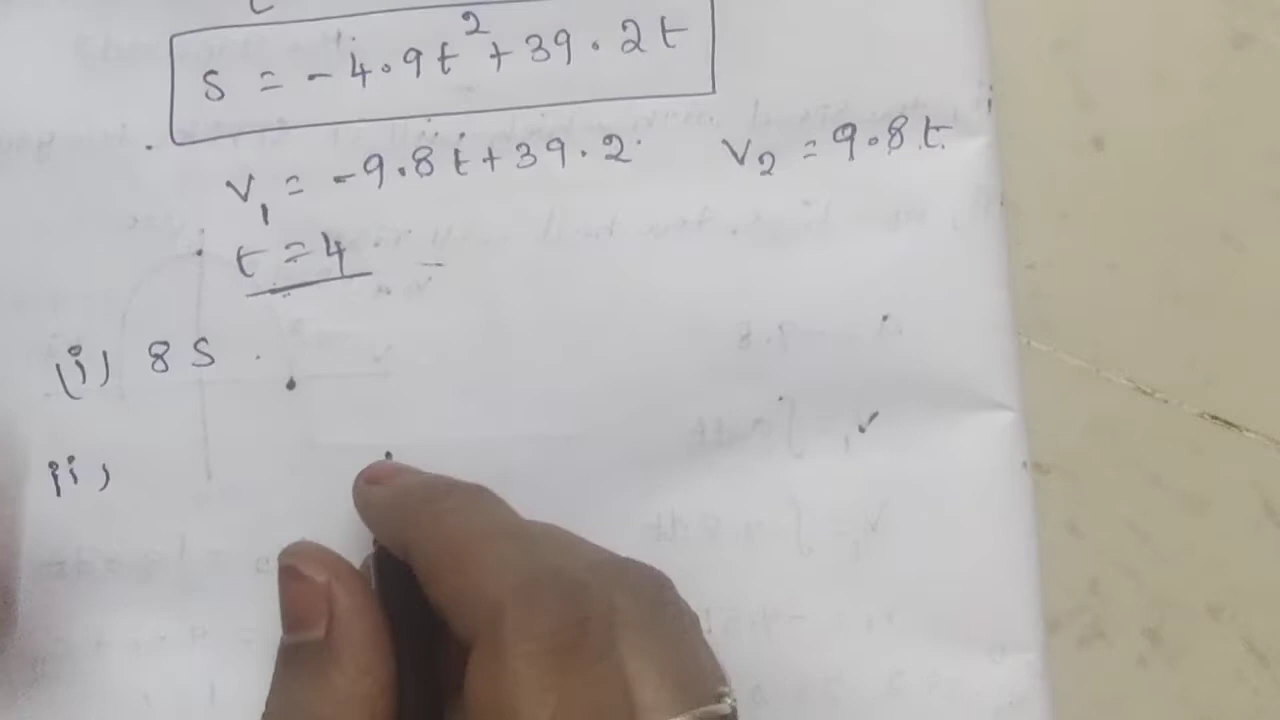 S = -4.9t² + 39.2t
V₁ = -9.8t + 39.2 V₂ = 9.8t
t = 4
(i) 8 S
ii)